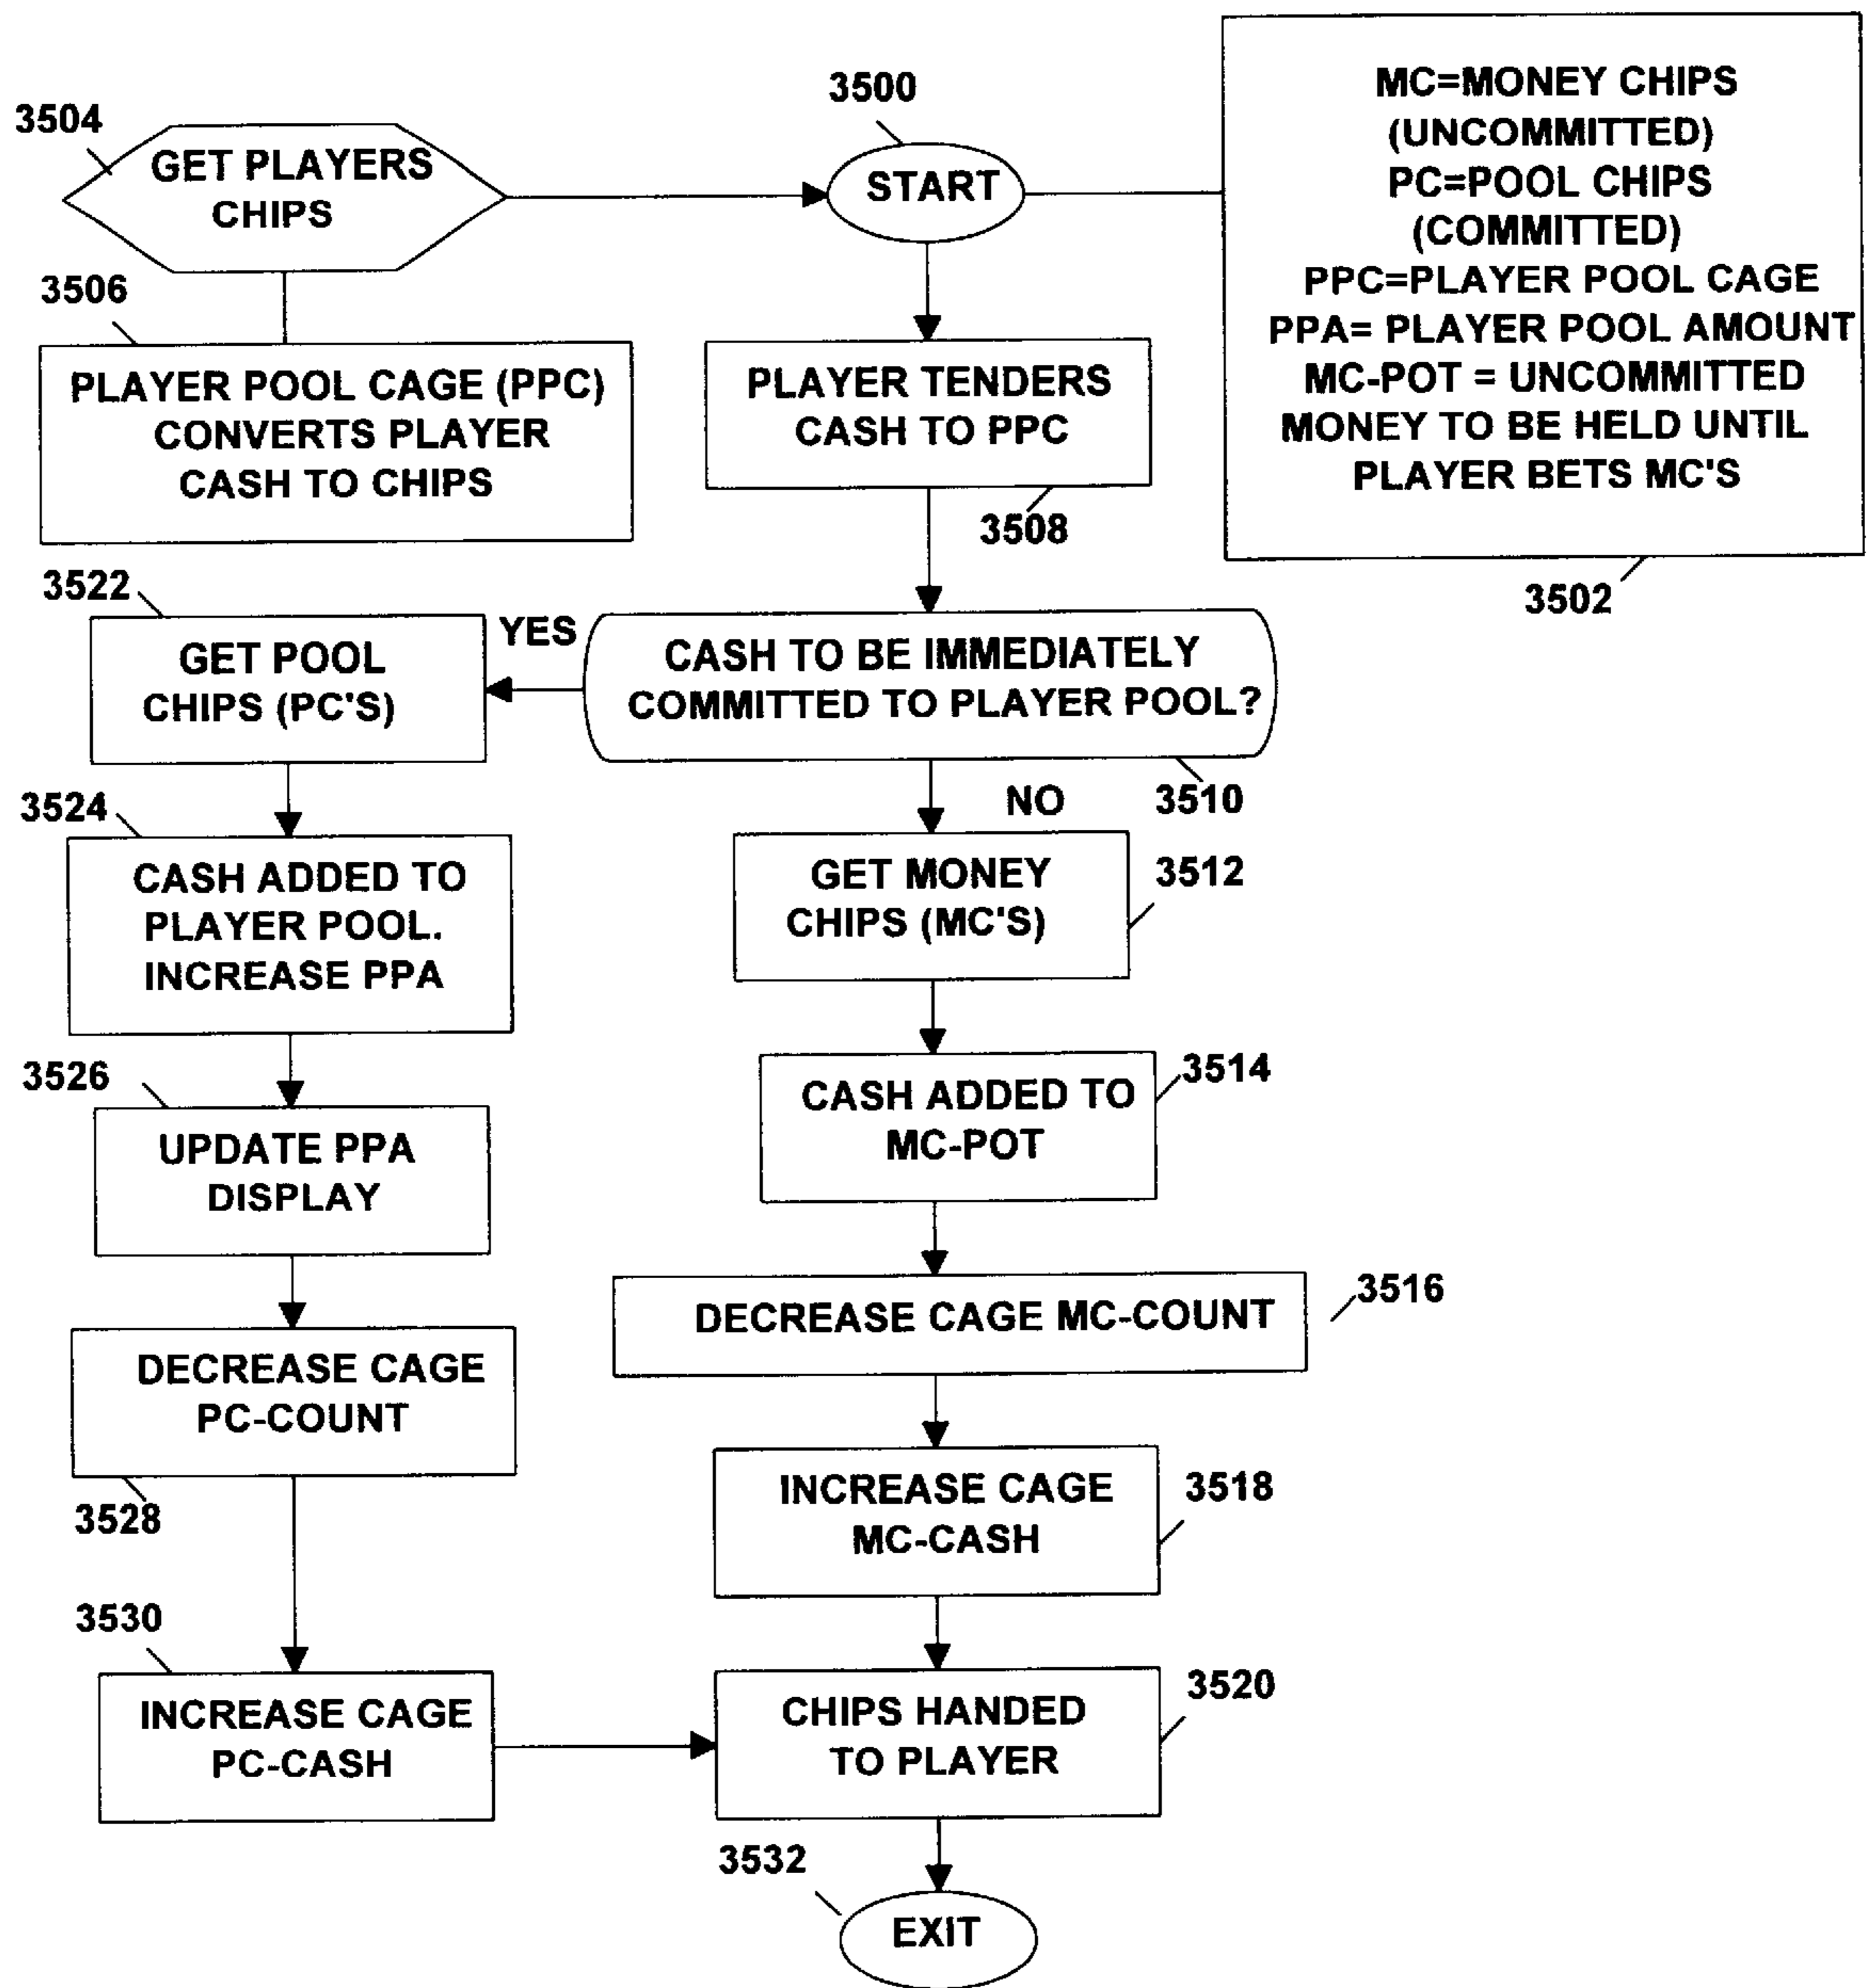 3504
GET PLAYERS
CHIPS
3500
START
MC=MONEY CHIPS
(UNCOMMITTED)
PC=POOL CHIPS
(COMMITTED)
PPC=PLAYER POOL CAGE
PPA= PLAYER POOL AMOUNT
MC-POT = UNCOMMITTED
MONEY TO BE HELD UNTIL
PLAYER BETS MC'S
3502
3506
PLAYER POOL CAGE (PPC)
CONVERTS PLAYER
CASH TO CHIPS
PLAYER TENDERS
CASH TO PPC
3508
CASH TO BE IMMEDIATELY
COMMITTED TO PLAYER POOL?
3510
YES
NO
3522
GET POOL
CHIPS (PC'S)
3524
CASH ADDED TO
PLAYER POOL.
INCREASE PPA
3526
UPDATE PPA
DISPLAY
DECREASE CAGE
PC-COUNT
3528
3530
INCREASE CAGE
PC-CASH
GET MONEY
CHIPS (MC'S)
3512
CASH ADDED TO
MC-POT
3514
DECREASE CAGE MC-COUNT
3516
INCREASE CAGE
MC-CASH
3518
CHIPS HANDED
TO PLAYER
3520
3532
EXIT